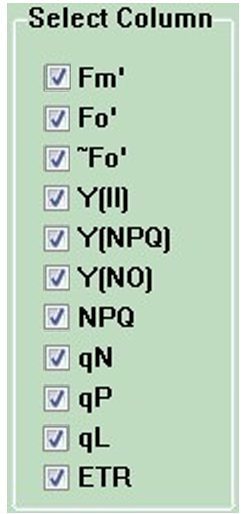 Select Column
Fm'
Fo'
~Fo'
Y(II)
Y(NPQ)
Y(NO)
NPQ
qN
qP
qL
ETR